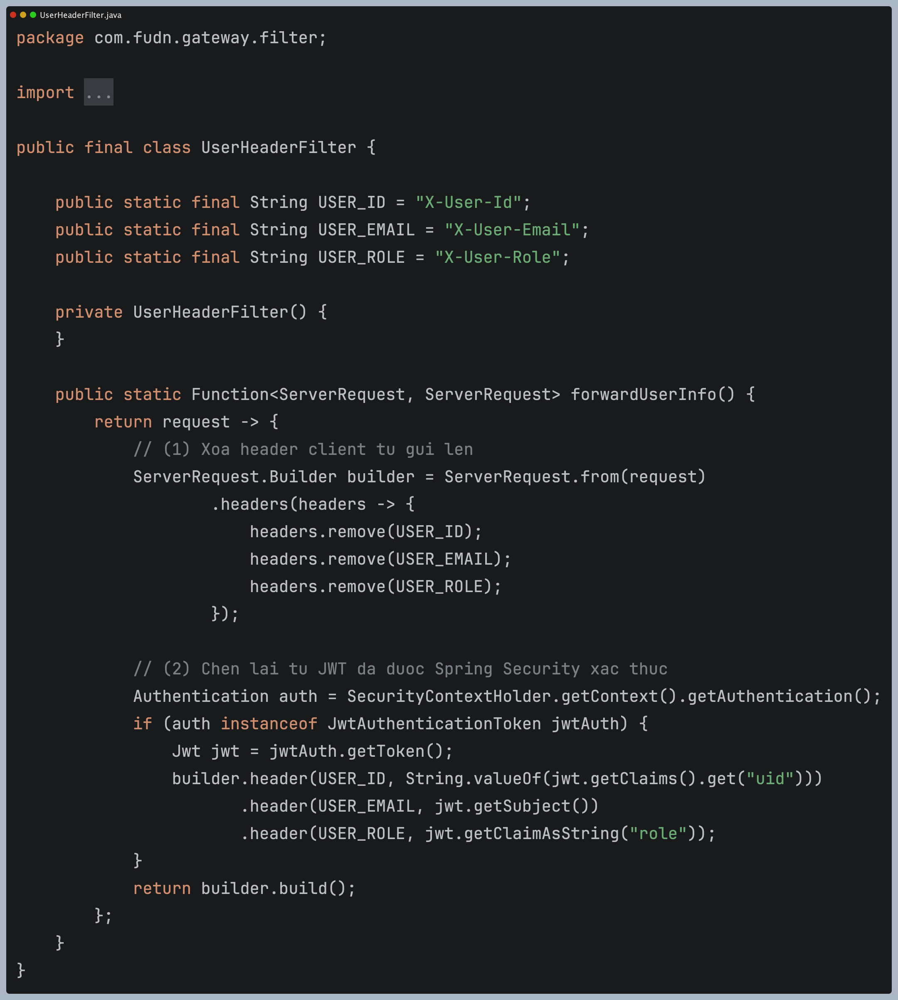 UserHeaderFilter.java
package com.fudn.gateway.filter;
import ...
public final class UserHeaderFilter {
    public static final String USER_ID = "X-User-Id";
    public static final String USER_EMAIL = "X-User-Email";
    public static final String USER_ROLE = "X-User-Role";
    private UserHeaderFilter() {
    }
    public static Function<ServerRequest, ServerRequest> forwardUserInfo() {
        return request -> {
            // (1) Xoa header client tu gui len
            ServerRequest.Builder builder = ServerRequest.from(request)
                    .headers(headers -> {
                        headers.remove(USER_ID);
                        headers.remove(USER_EMAIL);
                        headers.remove(USER_ROLE);
                    });
            // (2) Chen lai tu JWT da duoc Spring Security xac thuc
            Authentication auth = SecurityContextHolder.getContext().getAuthentication();
            if (auth instanceof JwtAuthenticationToken jwtAuth) {
                Jwt jwt = jwtAuth.getToken();
                builder.header(USER_ID, String.valueOf(jwt.getClaims().get("uid")))
                       .header(USER_EMAIL, jwt.getSubject())
                       .header(USER_ROLE, jwt.getClaimAsString("role"));
            }
            return builder.build();
        };
    }
}